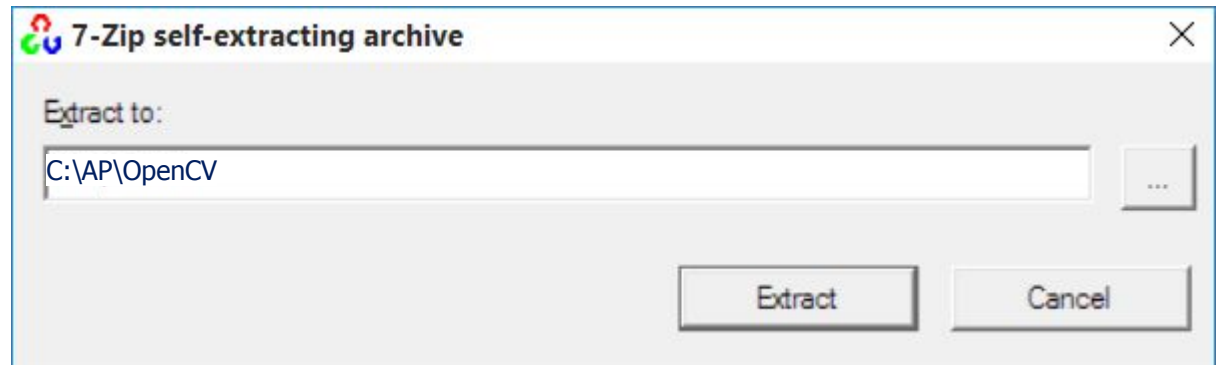 7-Zip self-extracting archive
Extract to:
C:\AP\OpenCV
...
Extract
Cancel